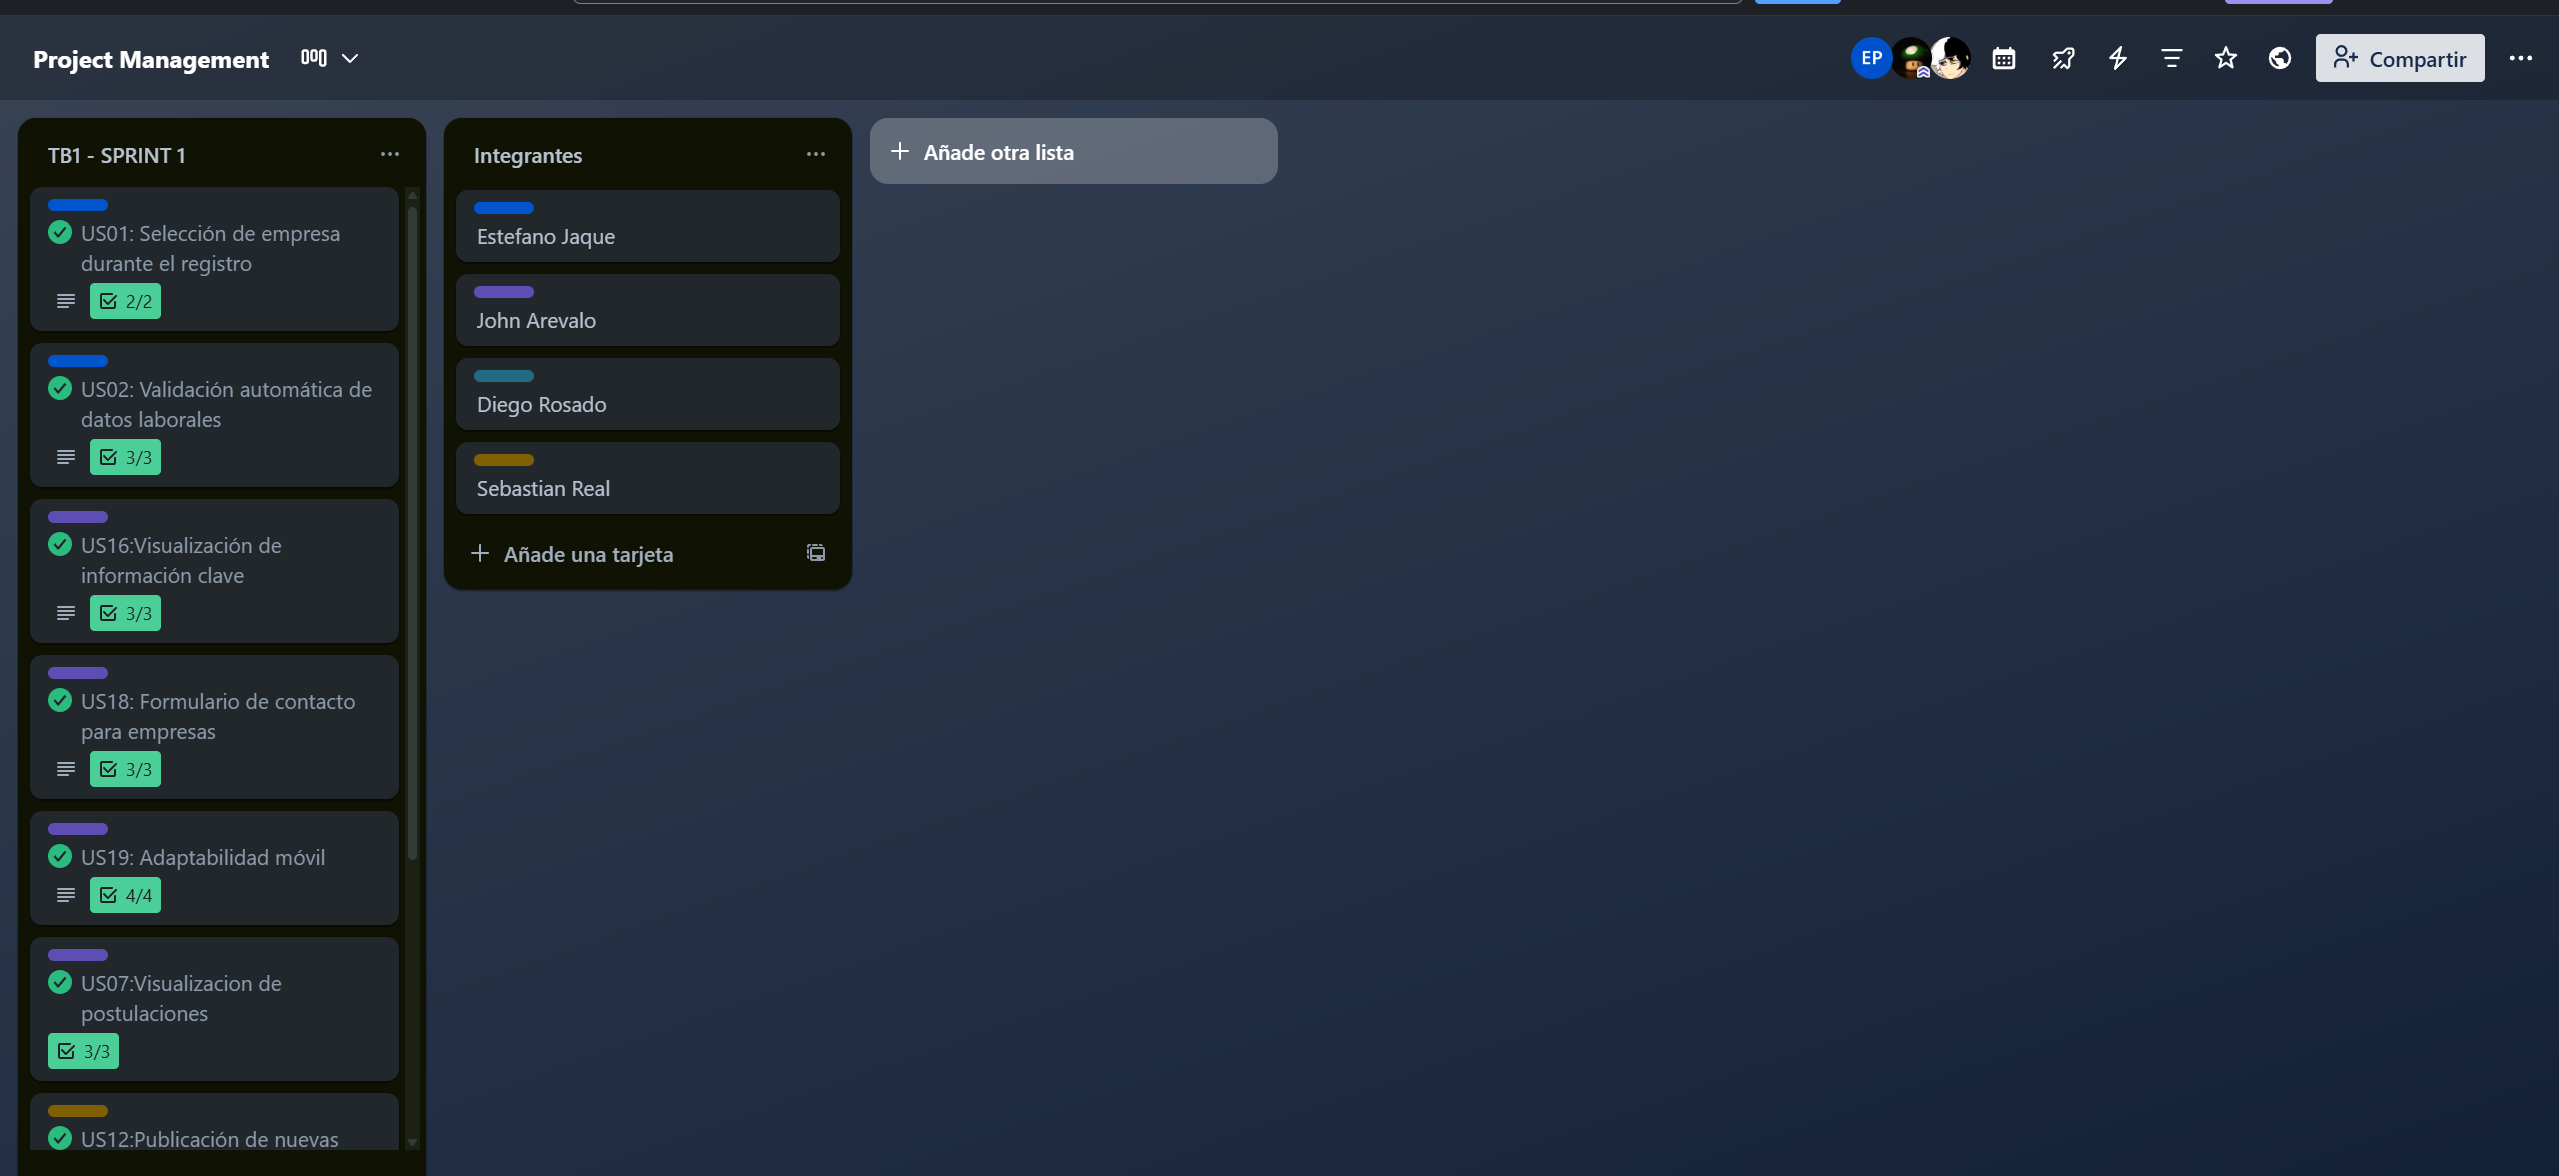 Project Management
EP
Compartir
TB1 - SPRINT 1
US01: Selección de empresa
durante el registro
2/2
US02: Validación automática de
datos laborales
3/3
US16:Visualización de
información clave
3/3
US18: Formulario de contacto
para empresas
3/3
US19: Adaptabilidad móvil
4/4
US07:Visualizacion de
postulaciones
3/3
US12:Publicación de nuevas
Integrantes
Estefano Jaque
John Arevalo
Diego Rosado
Sebastian Real
Añade una tarjeta
Añade otra lista